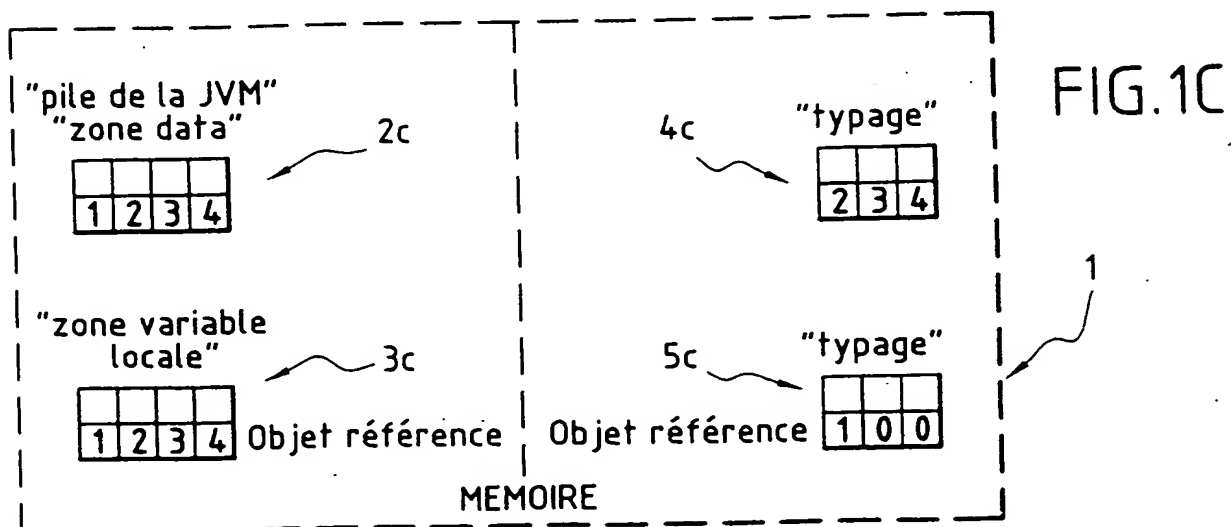 FIG.1C
"pile de la JVM"
"zone data"
2c
4c
"typage"
1 2 3 4
2 3 4
1
"zone variable
locale"
3c
5c
"typage"
1 2 3 4 Objet référence
Objet référence 1 0 0
MEMOIRE